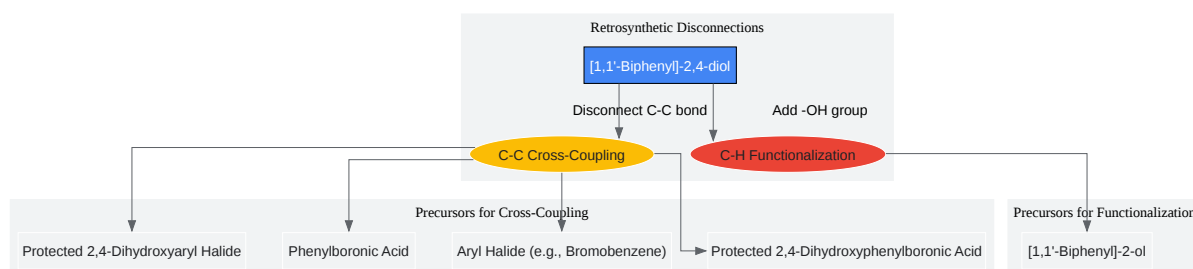 Retrosynthetic Disconnections
[1,1'-Biphenyl]-2,4-diol
Disconnect C-C bond
Add -OH group
C-C Cross-Coupling
C-H Functionalization
Precursors for Cross-Coupling
Precursors for Functionalization
Protected 2,4-Dihydroxyaryl Halide
Phenylboronic Acid
Aryl Halide (e.g., Bromobenzene)
Protected 2,4-Dihydroxyphenylboronic Acid
[1,1'-Biphenyl]-2-ol